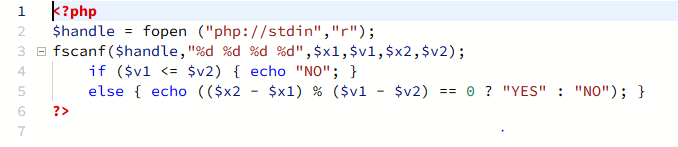 1 <?php
2 $handle = fopen ("php://stdin","r");
3 fscanf($handle,"%d %d %d %d",$x1,$v1,$x2,$v2);
4     if ($v1 <= $v2) { echo "NO"; }
5     else { echo (($x2 - $x1) % ($v1 - $v2) == 0 ? "YES" : "NO"); }
6 ?>
7